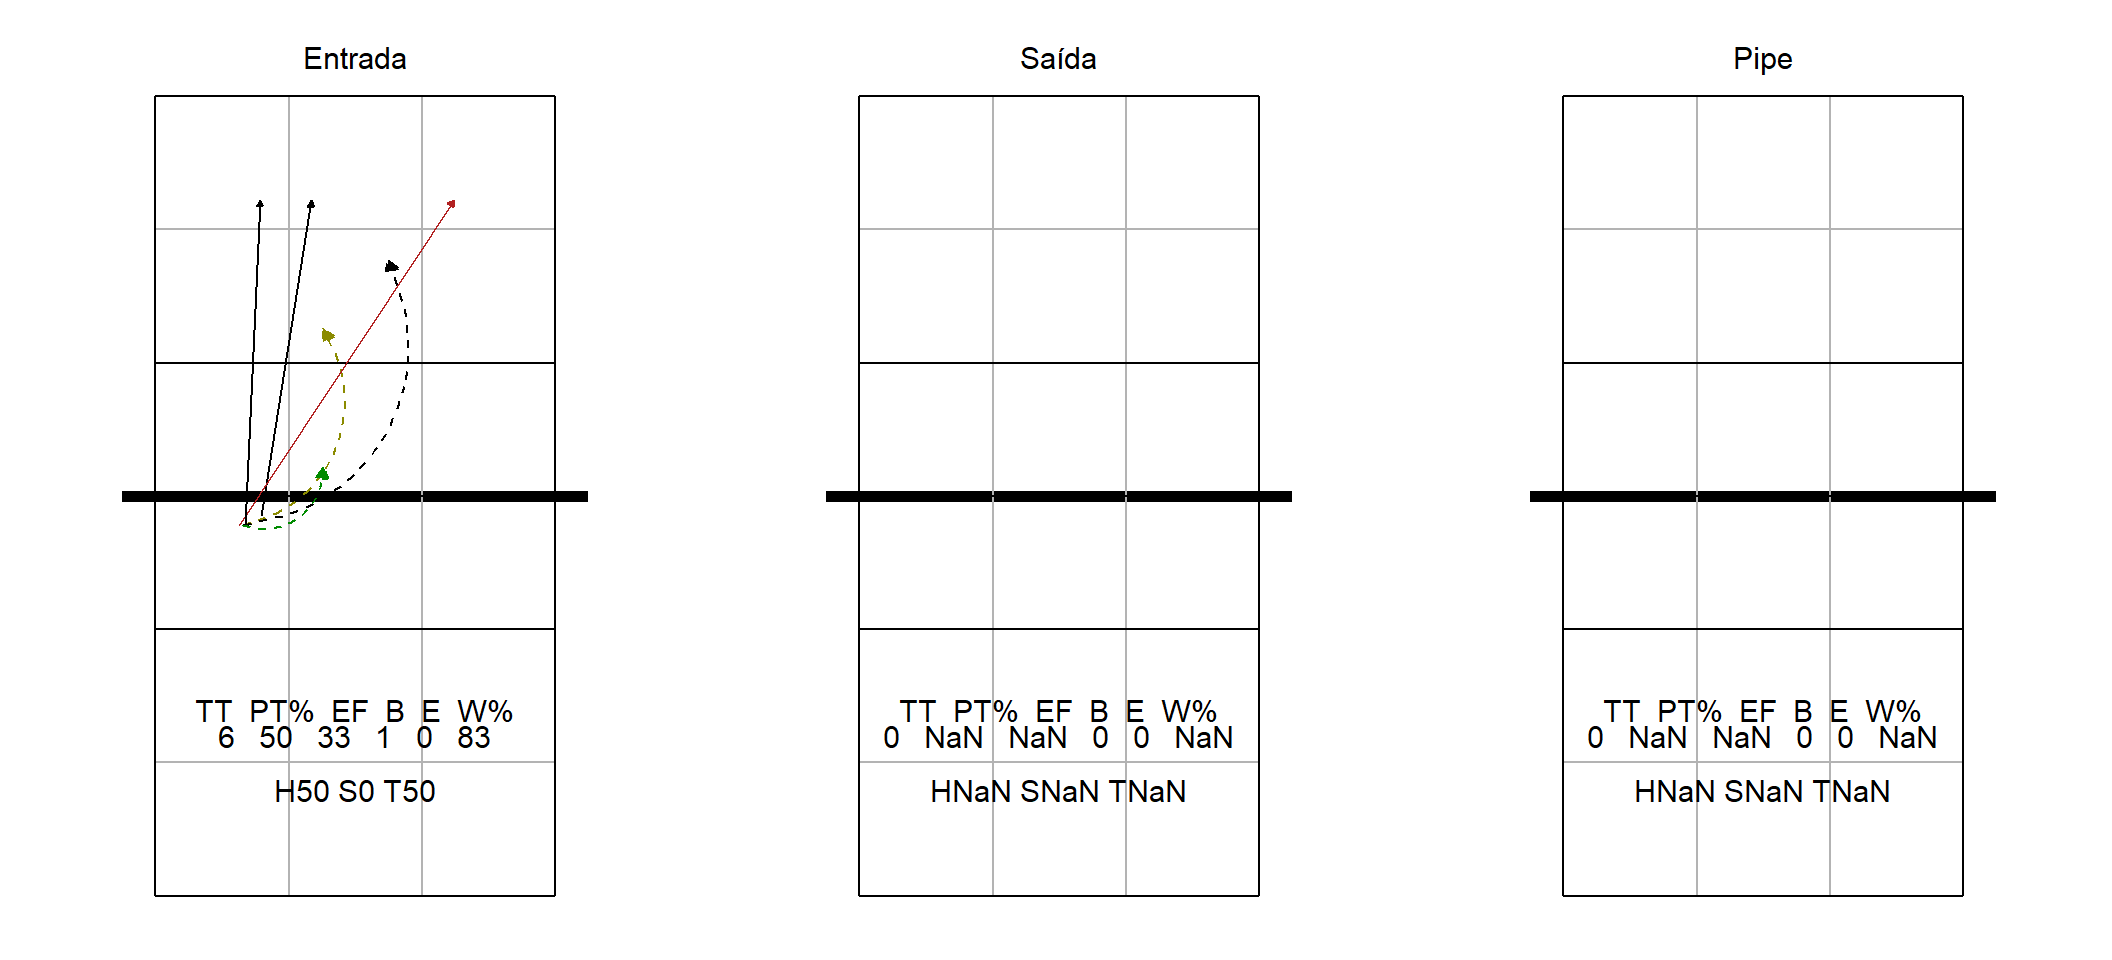 Entrada
TT PT% EF B E W%
6 50 33 1 0 83
H50 S0 T50
Saída
TT PT% EF B E W%
0 NaN NaN 0 0 NaN
HNaN SNaN TNaN
Pipe
TT PT% EF B E W%
0 NaN NaN 0 0 NaN
HNaN SNaN TNaN